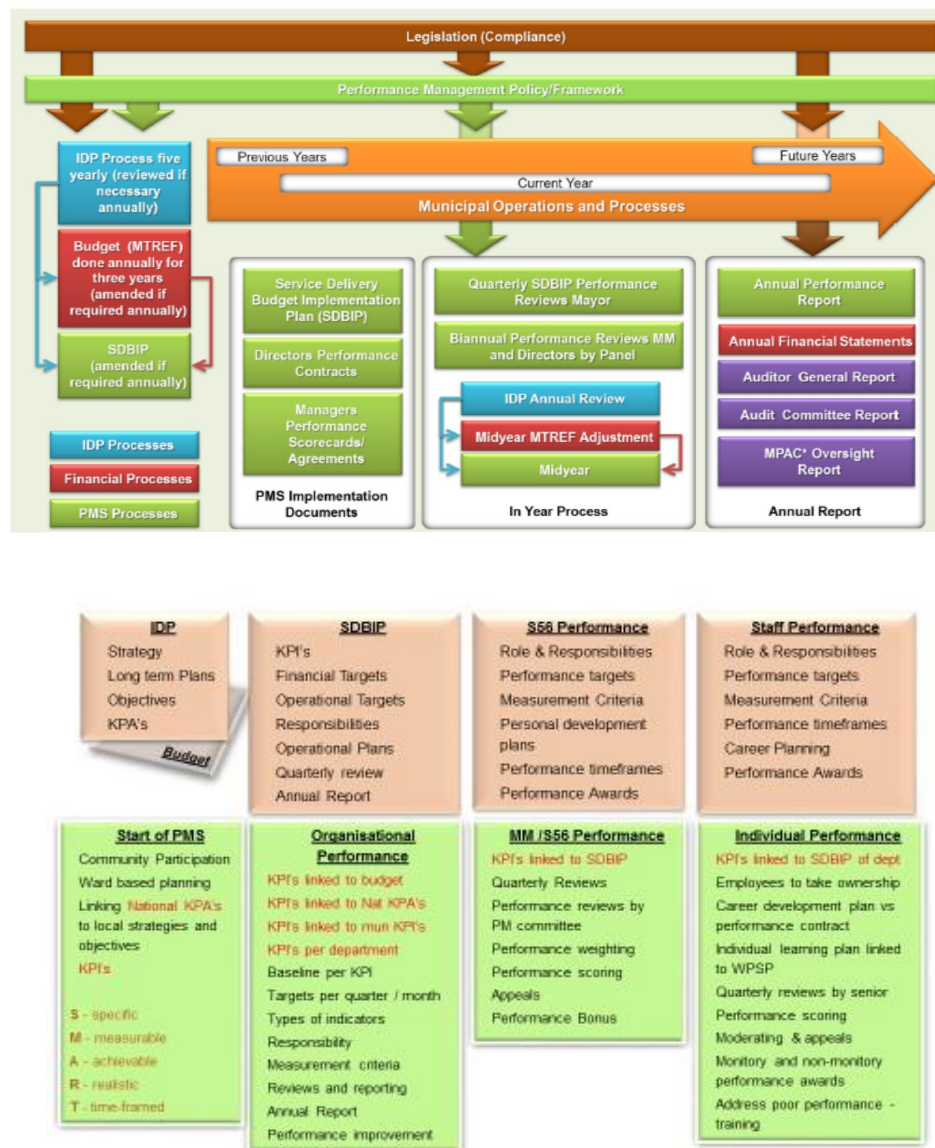 Legislation (Compliance)
Performance Management Policy/Framework
IDP Process five
yearly (reviewed if
necessary
annually)
Budget (MTREF)
done annually for
three years
(amended if
required annually)
SDBIP
(amended if
required annually)
IDP Processes
Financial Processes
PMS Processes
Previous Years
Future Years
Current Year
Municipal Operations and Processes
Service Delivery
Budget Implementation
Plan (SDBIP)
Directors Performance
Contracts
Managers
Performance
Scorecards/
Agreements
PMS Implementation
Documents
Quarterly SDBIP Performance
Reviews Mayor
Biannual Performance Reviews MM
and Directors by Panel
IDP Annual Review
Midyear MTREF Adjustment
Midyear
In Year Process
Annual Performance
Report
Annual Financial Statements
Auditor General Report
Audit Committee Report
MPAC* Oversight
Report
Annual Report
IDP
Strategy
Long term Plans
Objectives
KPA's
Budget
SDBIP
KPI's
Financial Targets
Operational Targets
Responsibilities
Operational Plans
Quarterly review
Annual Report
S56 Performance
Role & Responsibilities
Performance targets
Measurement Criteria
Personal development
plans
Performance timeframes
Performance Awards
Staff Performance
Role & Responsibilities
Performance targets
Measurement Criteria
Performance timeframes
Career Planning
Performance Awards
Start of PMS
Community Participation
Ward based planning
Linking National KPA's
to local strategies and
objectives
KPI's
S - specific
M - measurable
A - achievable
R - realistic
T - time-framed
Organisational
Performance
KPI's linked to budget
KPI's linked to Nat KPA's
KPI's linked to mun KPI's
KPI's per department
Baseline per KPI
Targets per quarter / month
Types of indicators
Responsibility
Measurement criteria
Reviews and reporting
Annual Report
Performance improvement
MM /S56 Performance
KPI's linked to SDBIP
Quarterly Reviews
Performance reviews by
PM committee
Performance weighting
Performance scoring
Appeals
Performance Bonus
Individual Performance
KPI's linked to SDBIP of dept
Employees to take ownership
Career development plan vs
performance contract
Individual learning plan linked
to WPSP
Quarterly reviews by senior
Performance scoring
Moderating & appeals
Monitory and non-monitory
performance awards
Address poor performance -
training